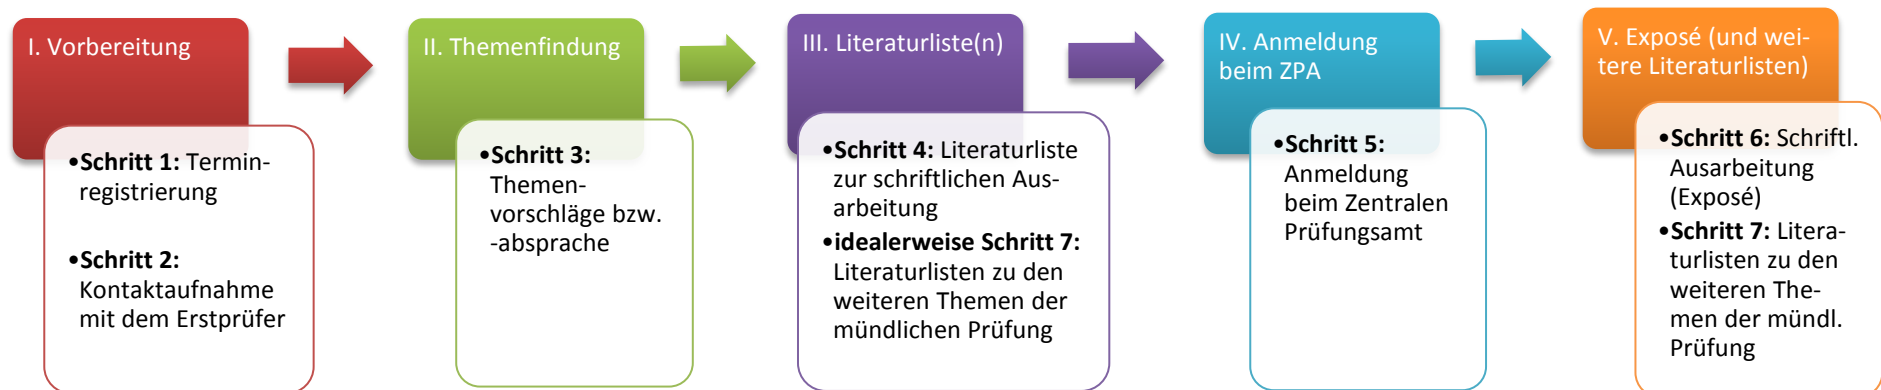 I. Vorbereitung
•Schritt 1: Termin-
registrierung
•Schritt 2:
Kontaktaufnahme
mit dem Erstprüfer
II. Themenfindung
•Schritt 3:
Themen-
vorschläge bzw.
-absprache
III. Literaturliste(n)
•Schritt 4: Literaturliste
zur schriftlichen Aus-
arbeitung
•idealerweise Schritt 7:
Literaturlisten zu den
weiteren Themen der
mündlichen Prüfung
IV. Anmeldung
beim ZPA
•Schritt 5:
Anmeldung
beim Zentralen
Prüfungsamt
V. Exposé (und wei-
tere Literaturlisten)
•Schritt 6: Schriftl.
Ausarbeitung
(Exposé)
•Schritt 7: Litera-
turlisten zu den
weiteren The-
men der mündl.
Prüfung